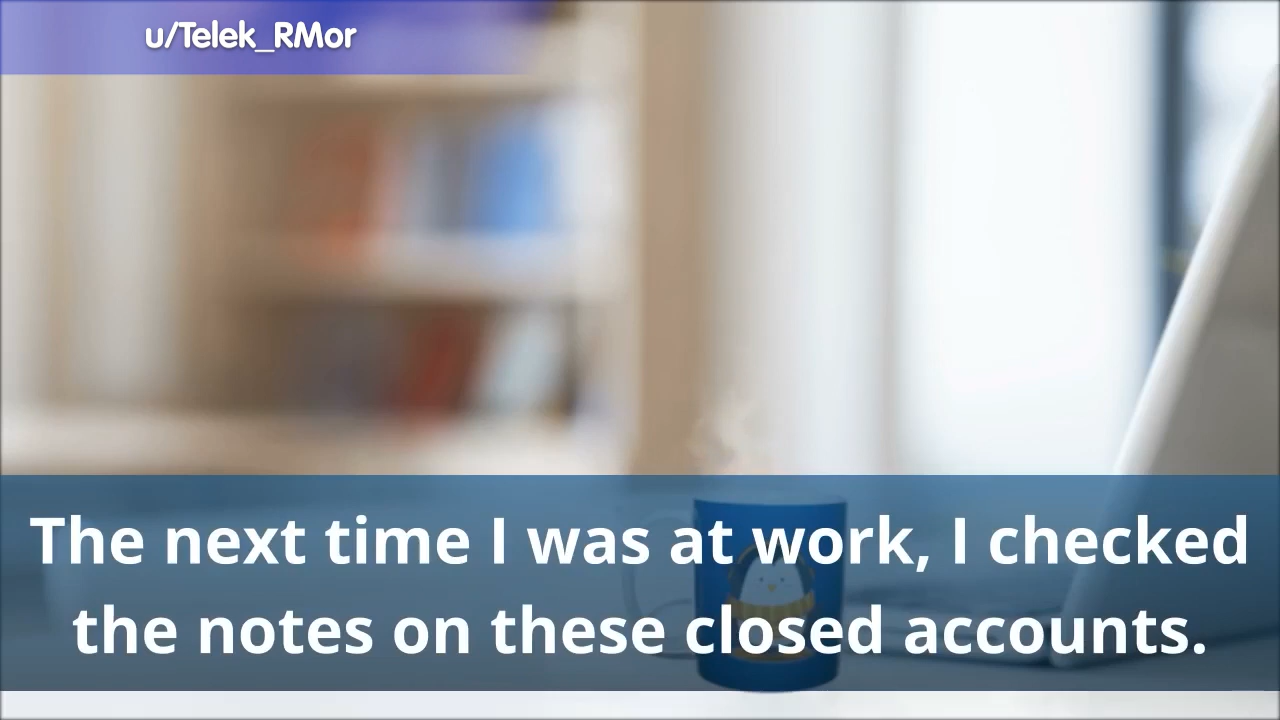 u/Telek_RMor
The next time I was at work, I checked
the notes on these closed accounts.